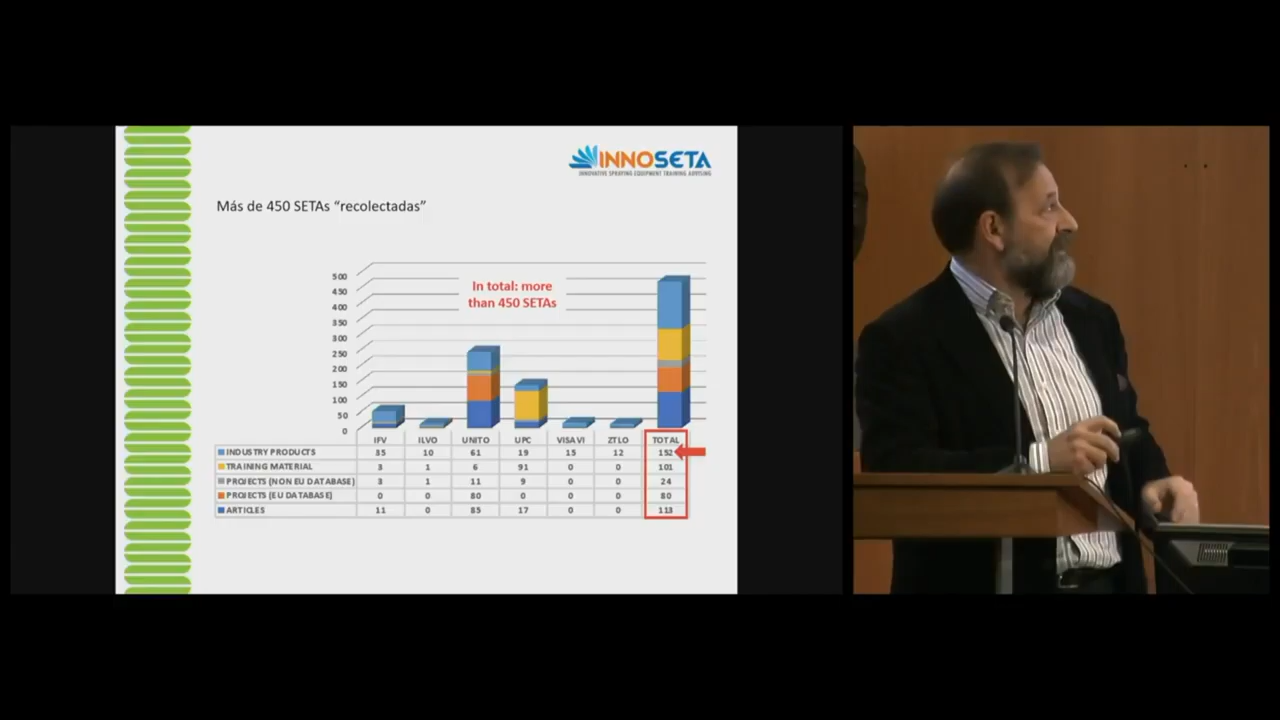 INNOSETA
INNOVATIVE SPRAYING EQUIPMENT TRAINING ADVISING
Más de 450 SETAs “recolectadas”
In total: more
than 450 SETAs
500
450
400
350
300
250
200
150
100
50
0
IFV ILVO UNITO UPC VISAVI ZTLO TOTAL
INDUSTRY PRODUCTS 35 10 61 19 15 12 152
TRAINING MATERIAL 3 1 6 91 0 0 101
PROJECTS (NON EU DATABASE) 3 1 11 9 0 0 24
PROJECTS (EU DATABASE) 0 0 80 0 0 0 80
ARTICLES 11 0 85 17 0 0 113